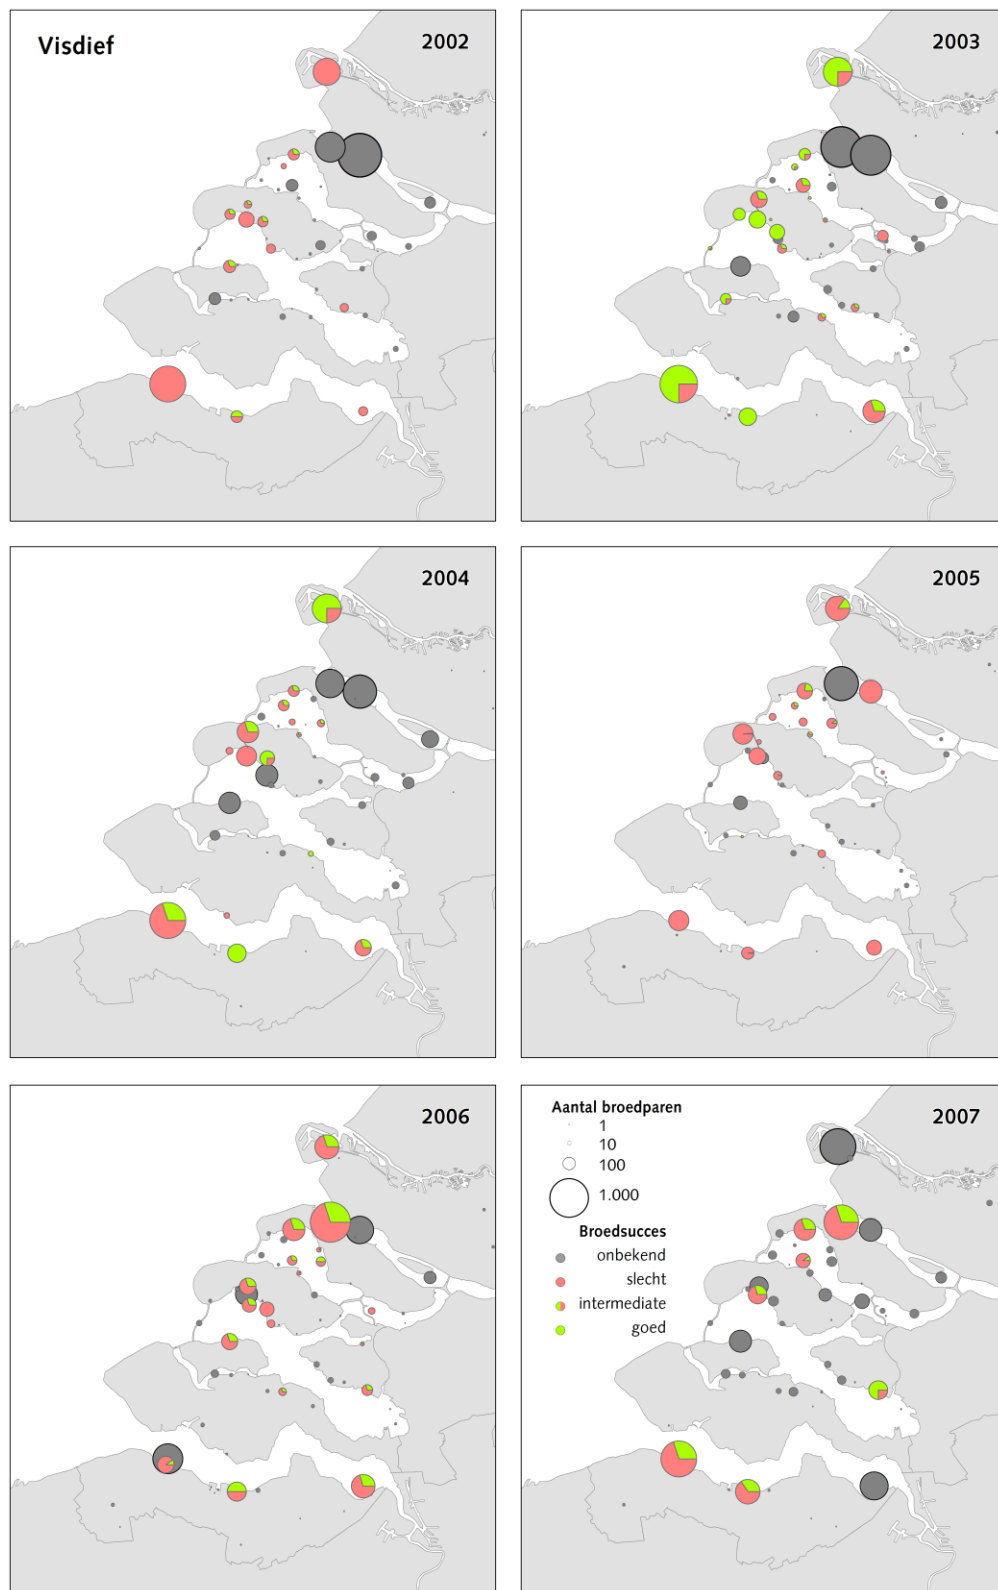 Visdief
2002
2003
2004
2005
2006
2007
Aantal broedparen
1
10
100
1.000
Broedsucces
onbekend
slecht
intermediate
goed